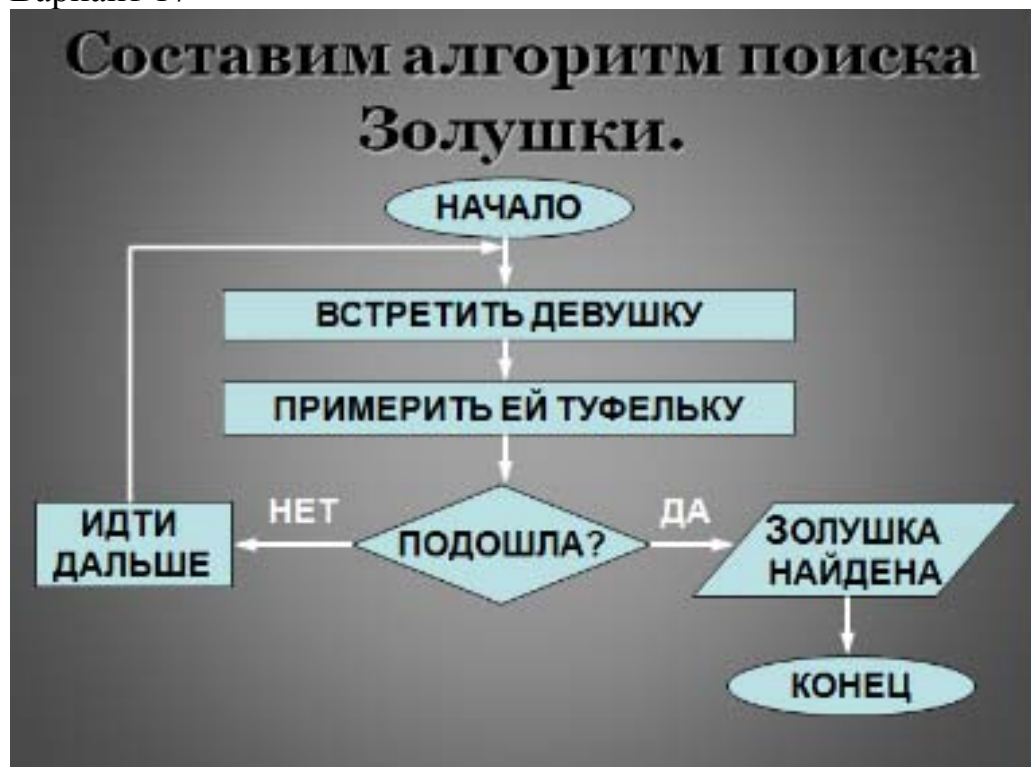 Составим алгоритм поиска
Золушки.
НАЧАЛО
ВСТРЕТИТЬ ДЕВУШКУ
ПРИМЕРИТЬ ЕЙ ТУФЕЛЬКУ
НЕТ
ДА
ИДТИ
ДАЛЬШЕ
ПОДОШЛА?
ЗОЛУШКА
НАЙДЕНА
КОНЕЦ